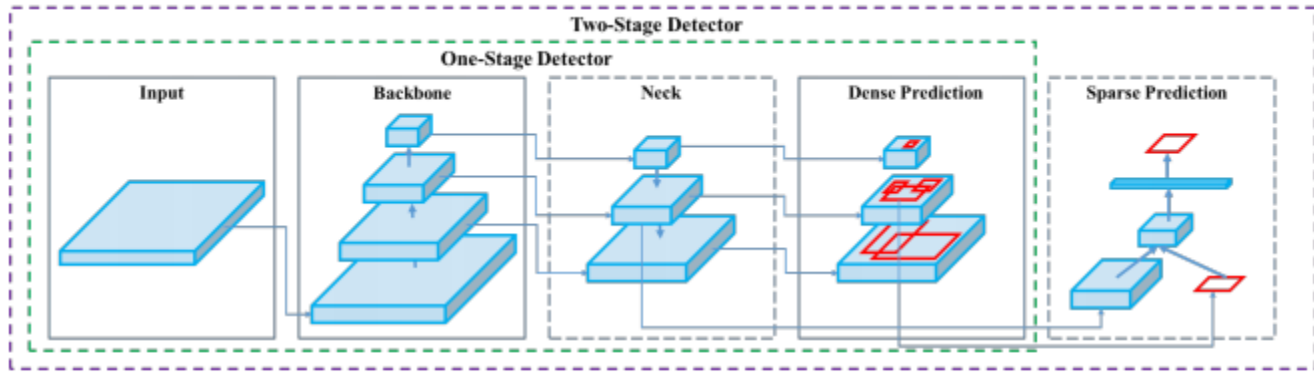 Two-Stage Detector
One-Stage Detector
Input
Backbone
Neck
Dense Prediction
Sparse Prediction